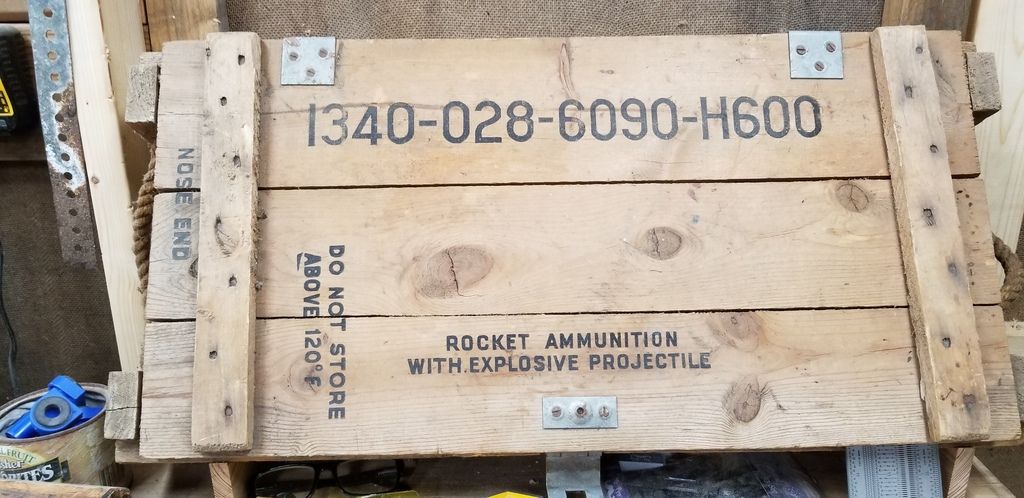 1340-028-6090-H600
NOSE END
DO NOT STORE
ABOVE 120°F
ROCKET AMMUNITION
WITH EXPLOSIVE PROJECTILE